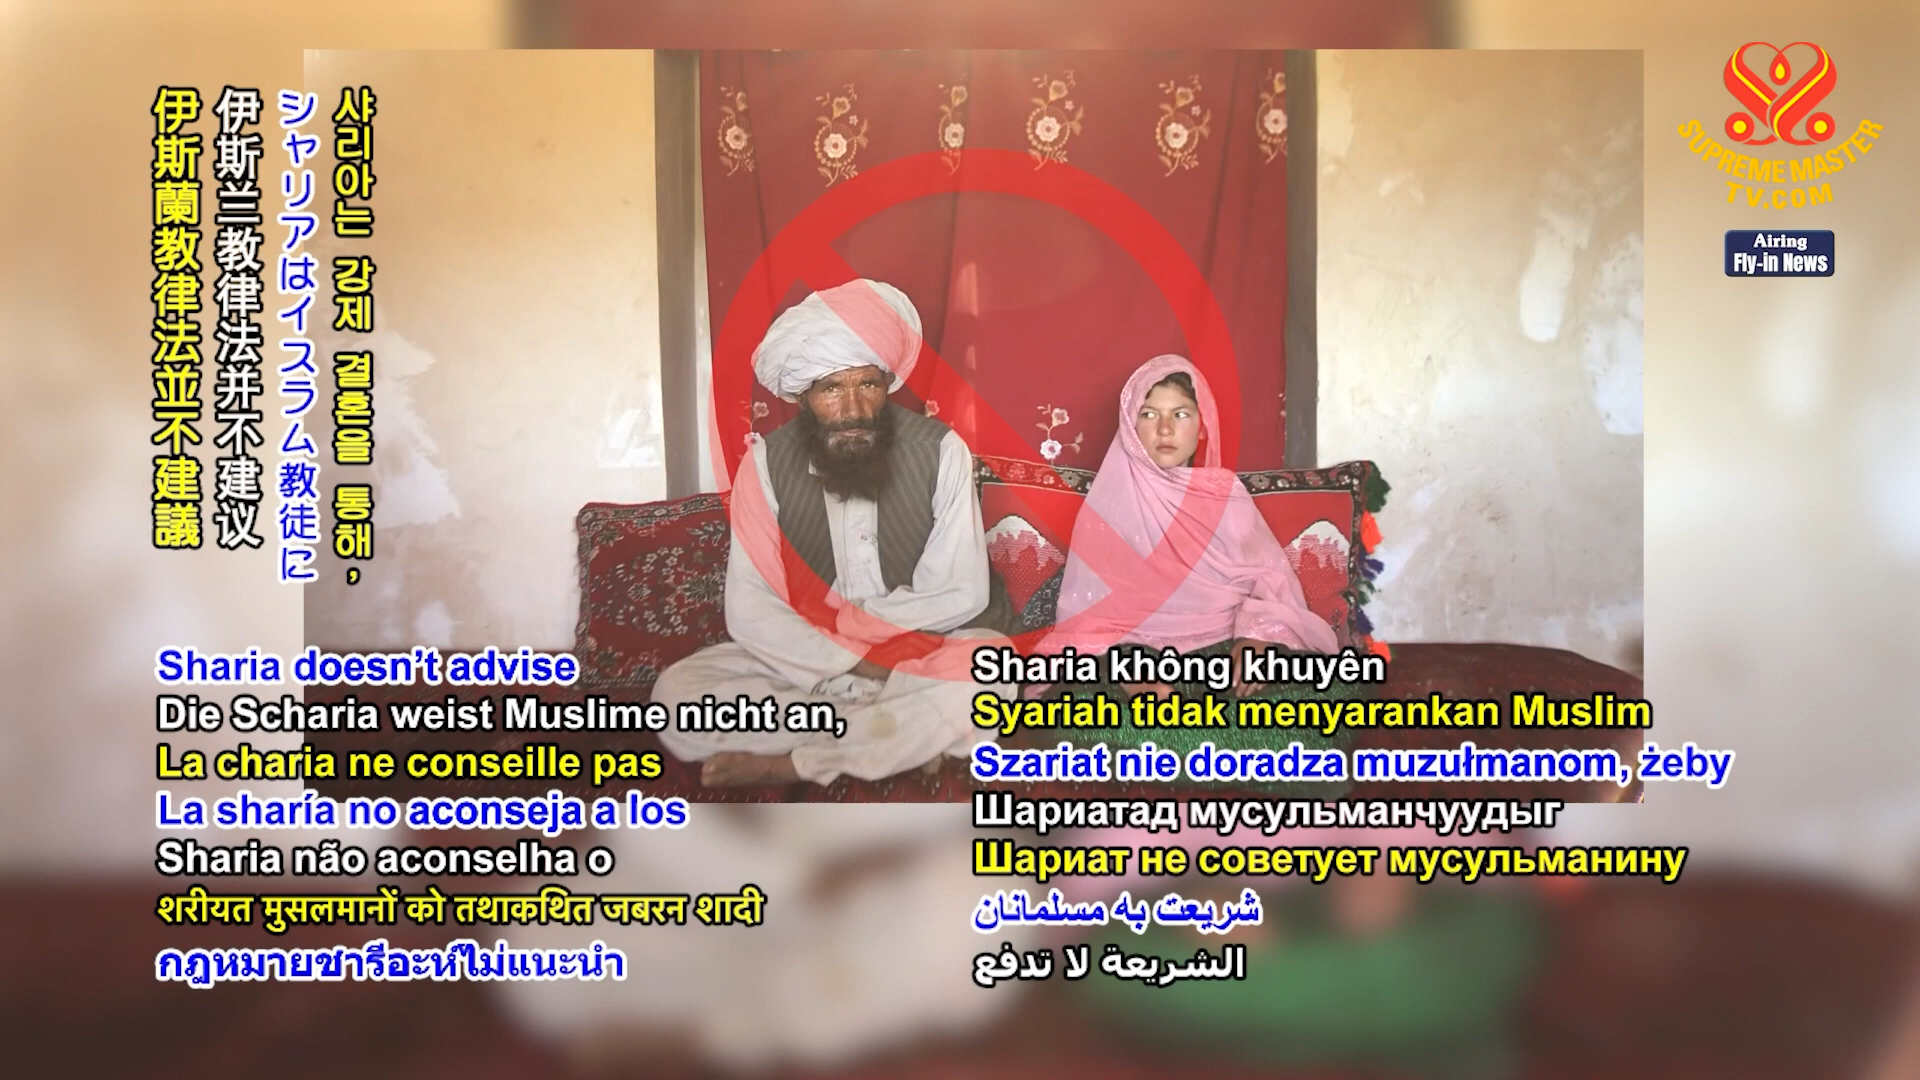 伊斯蘭教律法並不建議
伊斯兰教律法并不建议
シャリアはイスラム教徒に
샤리아는 강제 결혼을 통해,
SUPREME MASTER
TV.COM
Airing
Fly-in News
Sharia doesn’t advise
Die Scharia weist Muslime nicht an,
La charia ne conseille pas
La sharía no aconseja a los
Sharia não aconselha o
शरीयत मुसलमानों को तथाकथित जबरन शादी
กฎหมายชารีอะห์ไม่แนะนำ
Sharia không khuyên
Syariah tidak menyarankan Muslim
Szariat nie doradza muzułmanom, żeby
Шариатад мусульманчуудыг
Шариат не советует мусульманину
شریعت به مسلمانان
الشريعة لا تدفع